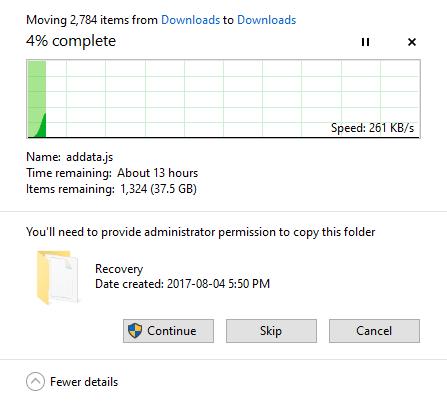 Moving 2,784 items from Downloads to Downloads
4% complete
Speed: 261 KB/s
Name: addata.js
Time remaining: About 13 hours
Items remaining: 1,324 (37.5 GB)
You'll need to provide administrator permission to copy this folder
Recovery
Date created: 2017-08-04 5:50 PM
Continue
Skip
Cancel
Fewer details